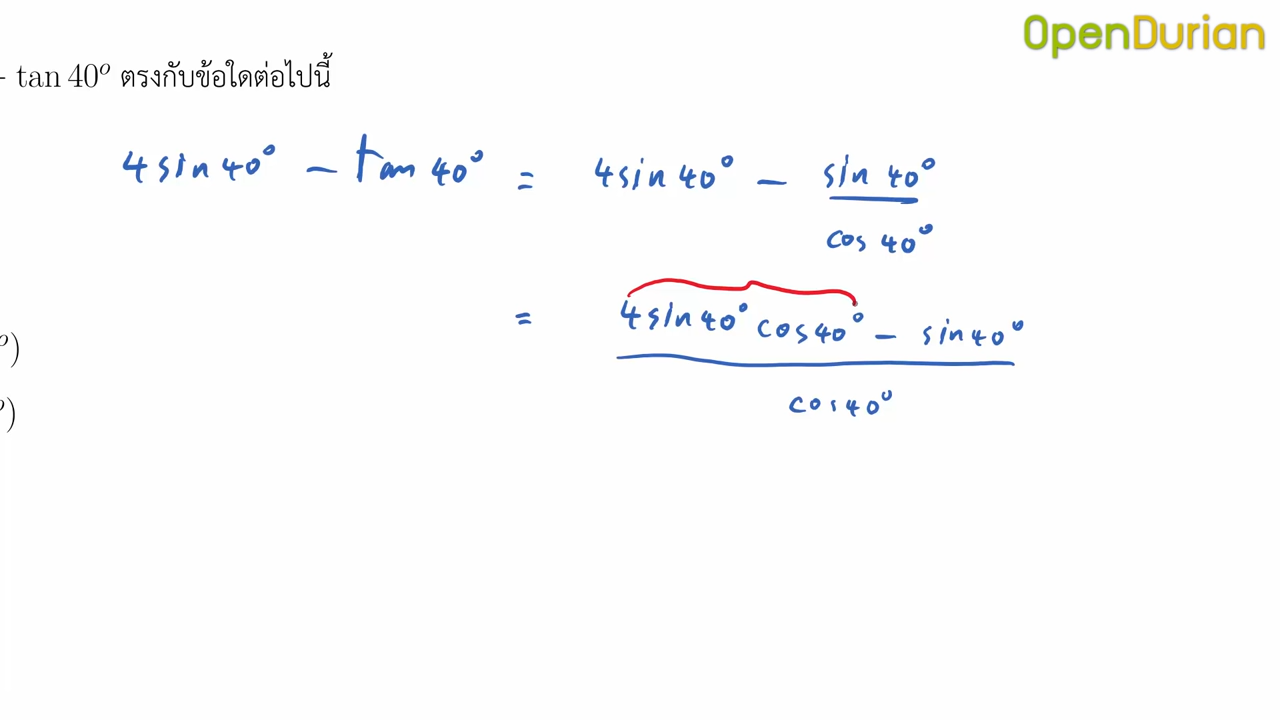 OpenDurian
- tan 40° ตรงกับข้อใดต่อไปนี้
4 sin 40° - tan 40° = 4 sin 40° - sin 40° / cos 40°
= 4 sin 40° cos 40° - sin 40° / cos 40°
°)
°)